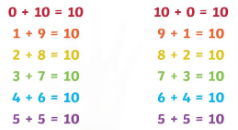 0 + 10 = 10
1 + 9 = 10
2 + 8 = 10
3 + 7 = 10
4 + 6 = 10
5 + 5 = 10
10 + 0 = 10
9 + 1 = 10
8 + 2 = 10
7 + 3 = 10
6 + 4 = 10
5 + 5 = 10